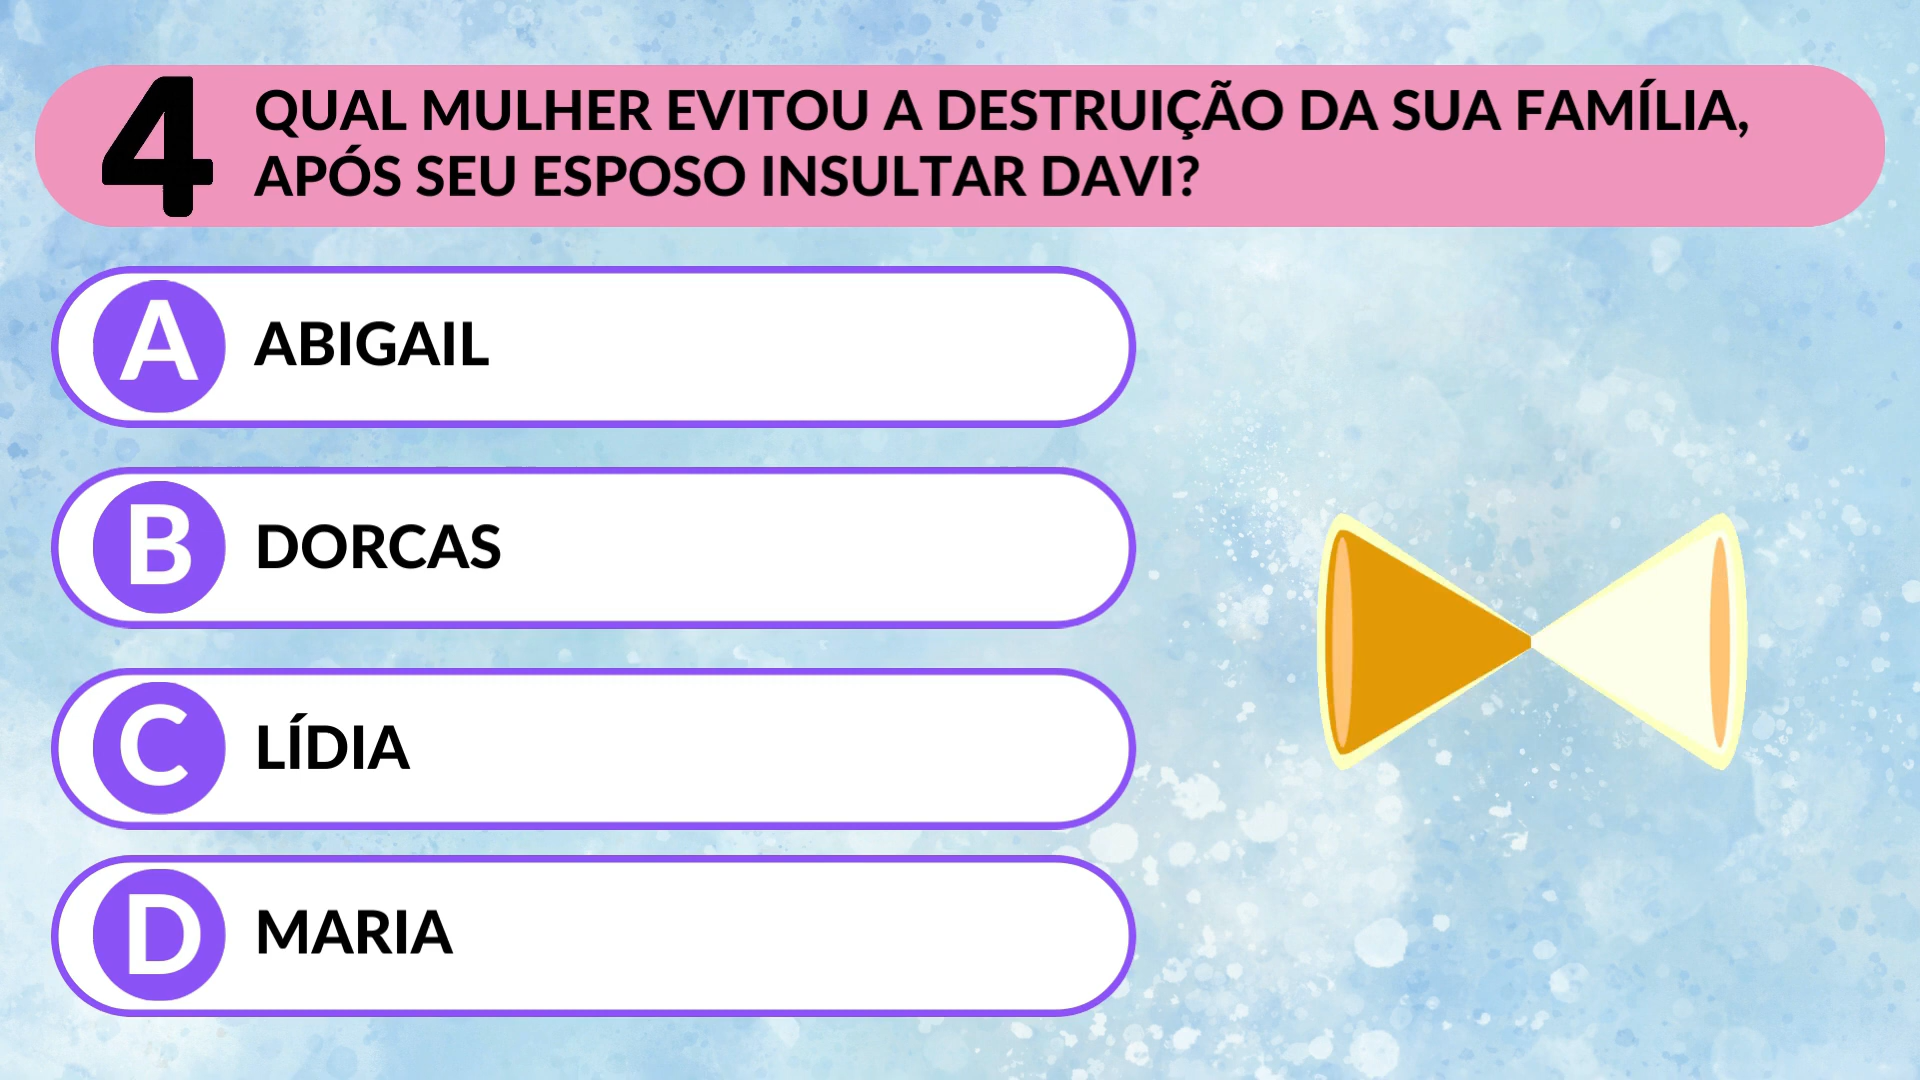 4
QUAL MULHER EVITOU A DESTRUIÇÃO DA SUA FAMÍLIA,
APÓS SEU ESPOSO INSULTAR DAVI?
A ABIGAIL
B DORCAS
C LÍDIA
D MARIA